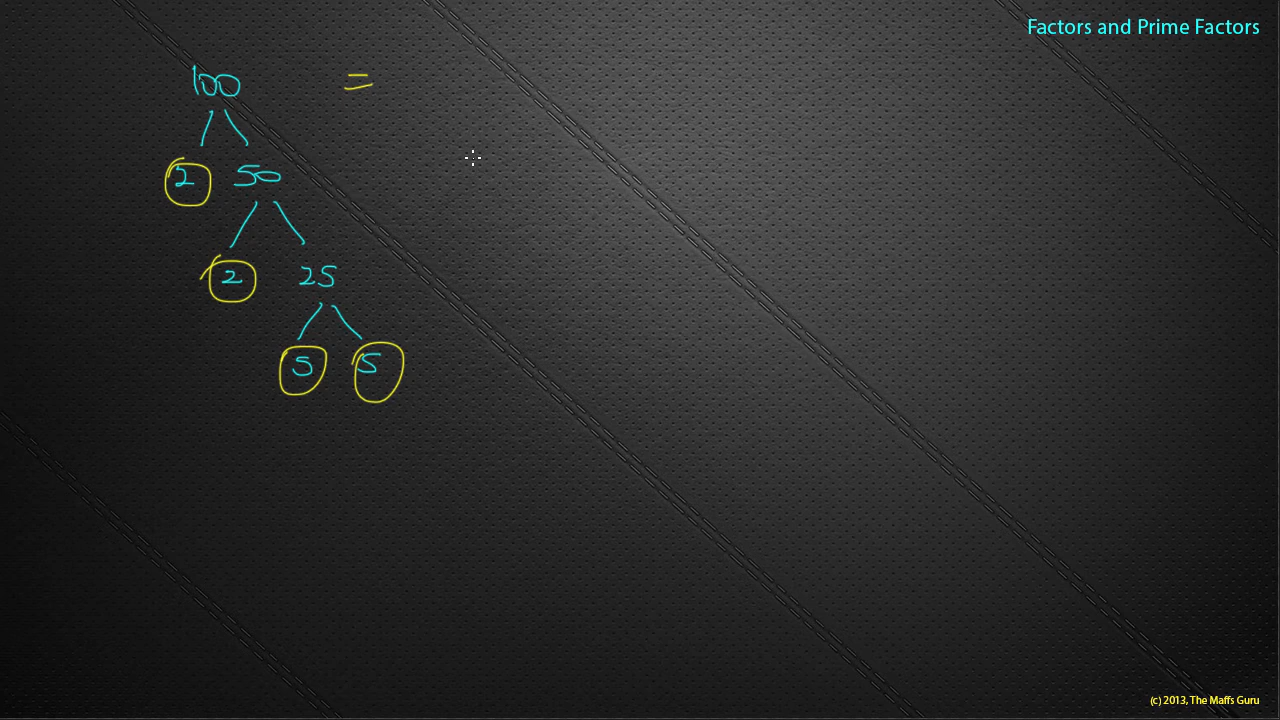 Factors and Prime Factors
100 =
2 50
2 25
5 5
(c) 2013, The Maffs Guru